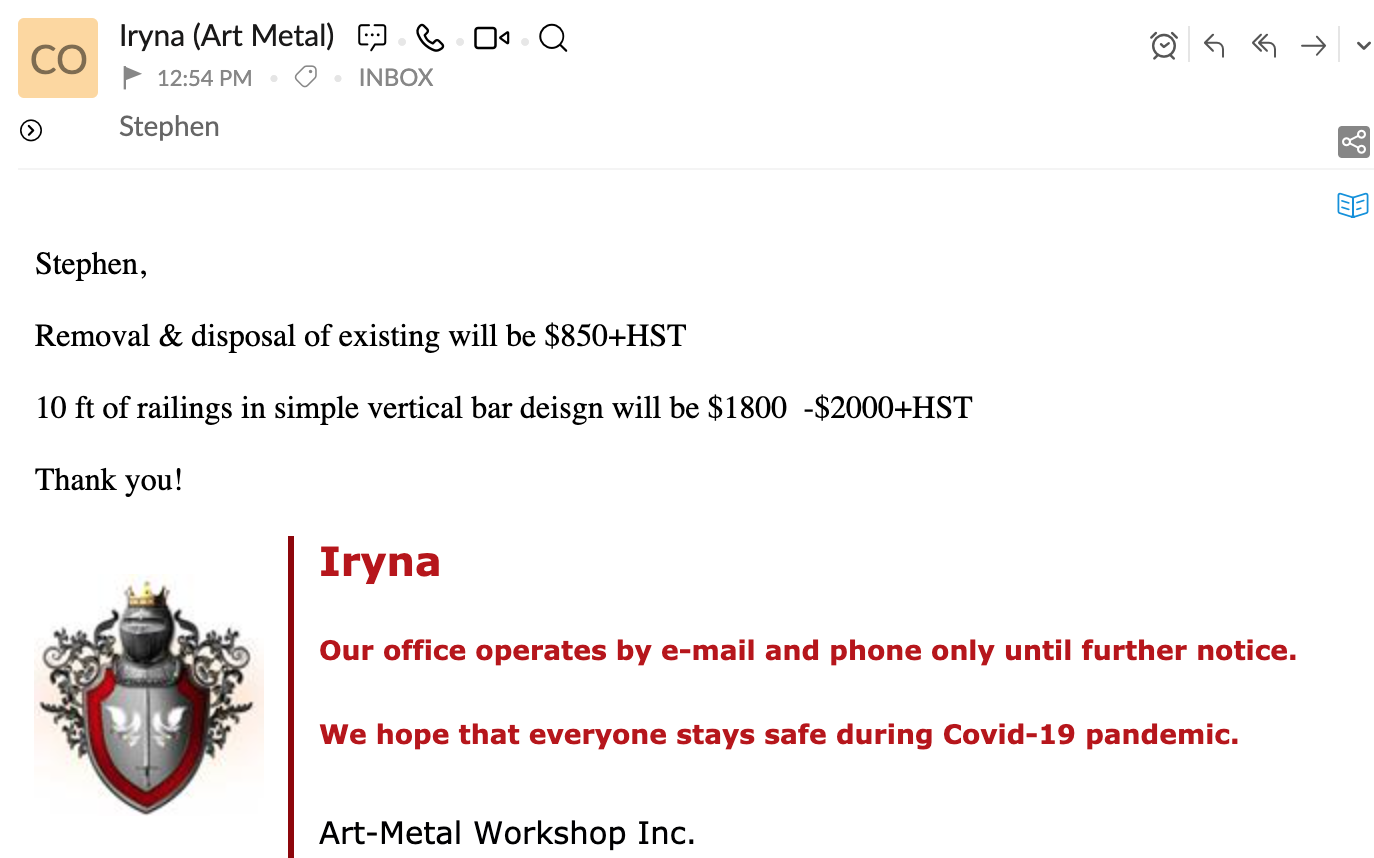 CO
Iryna (Art Metal)
12:54 PM
INBOX
Stephen
Stephen,
Removal & disposal of existing will be $850+HST
10 ft of railings in simple vertical bar deisgn will be $1800  -$2000+HST
Thank you!
Iryna
Our office operates by e-mail and phone only until further notice.
We hope that everyone stays safe during Covid-19 pandemic.
Art-Metal Workshop Inc.